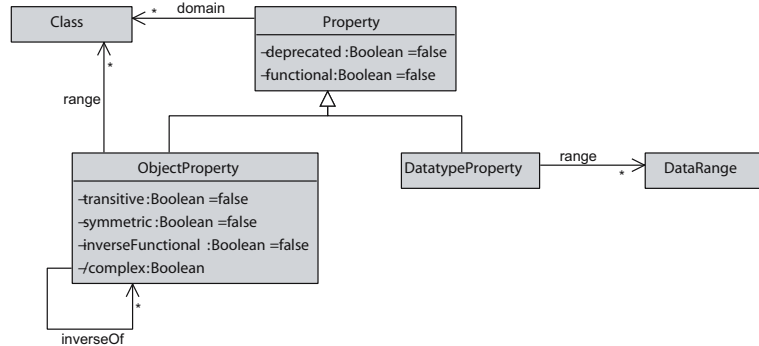 Class
* domain
Property
-deprecated :Boolean =false
-functional:Boolean =false
*
range
ObjectProperty
-transitive:Boolean =false
-symmetric:Boolean =false
-inverseFunctional :Boolean =false
-/complex:Boolean
DatatypeProperty
range
*
DataRange
*
inverseOf